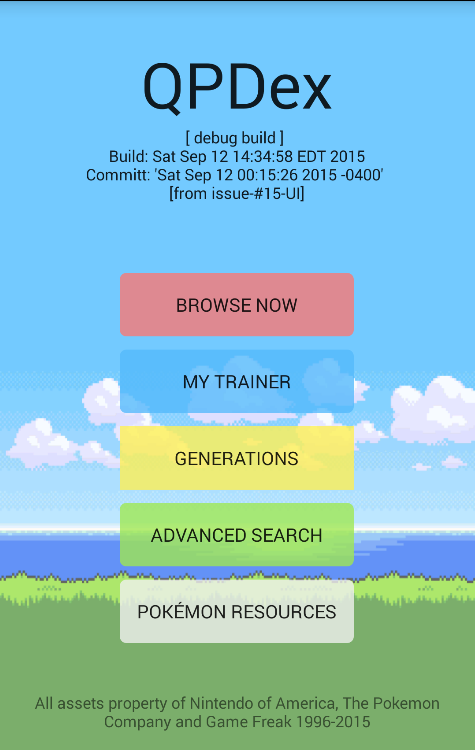 QPDex
[ debug build ]
Build: Sat Sep 12 14:34:58 EDT 2015
Committ: 'Sat Sep 12 00:15:26 2015 -0400'
[from issue-#15-UI]
BROWSE NOW
MY TRAINER
GENERATIONS
ADVANCED SEARCH
POKÉMON RESOURCES
All assets property of Nintendo of America, The Pokemon
Company and Game Freak 1996-2015